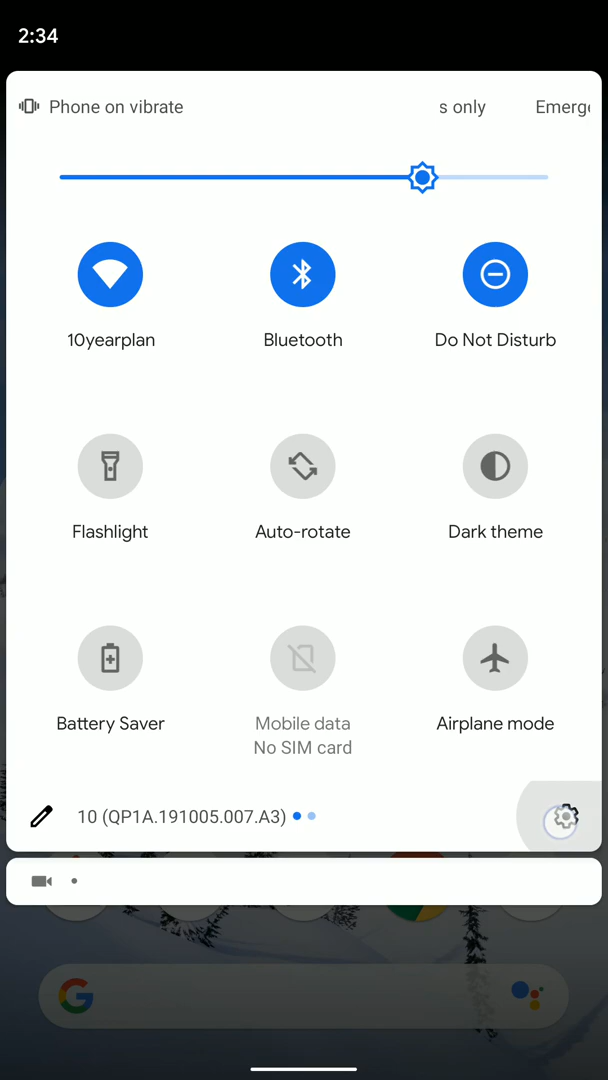 2:34
Phone on vibrate s only Emerge
10yearplan Bluetooth Do Not Disturb
Flashlight Auto-rotate Dark theme
Battery Saver Mobile data Airplane mode
No SIM card
10 (QP1A.191005.007.A3)